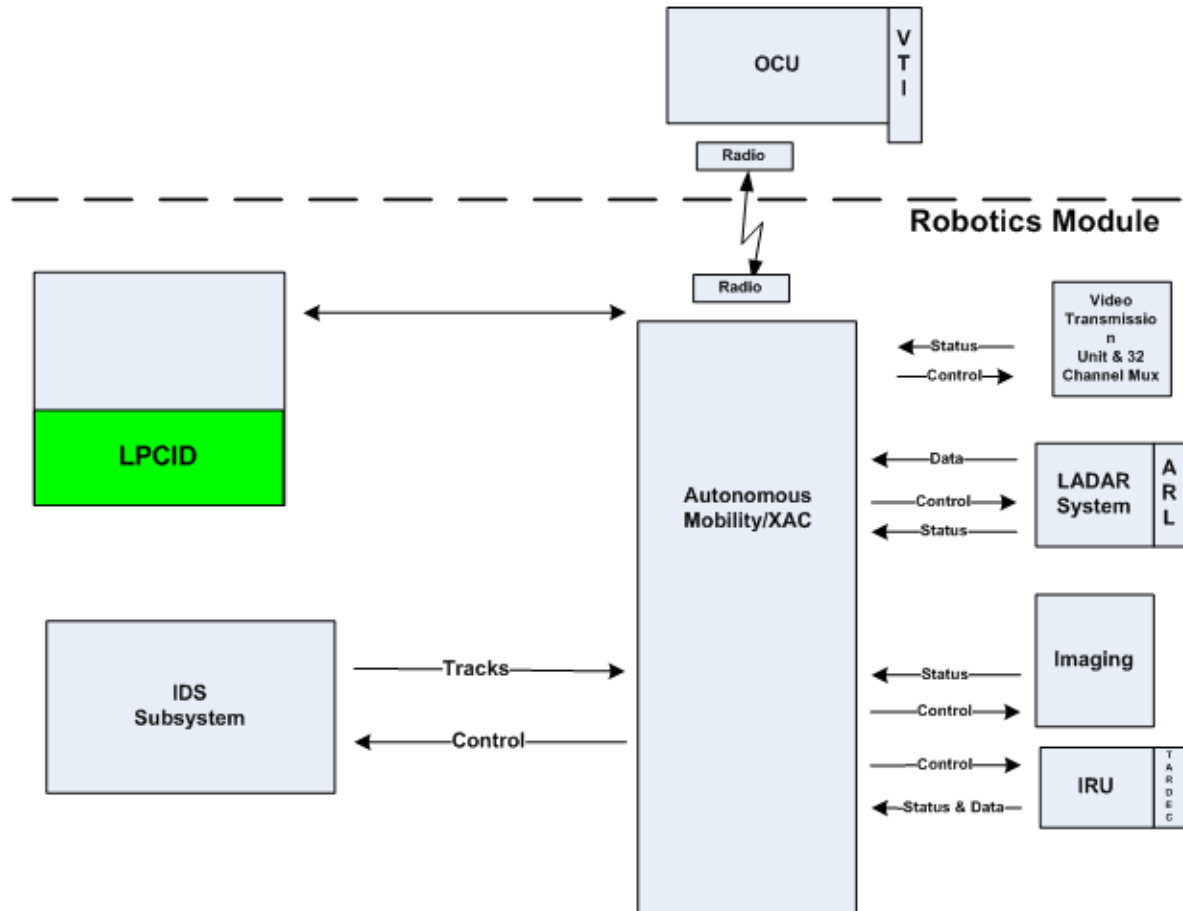 OCU
V
T
I
Radio
Robotics Module
Radio
Video
Transmissio
n
Unit & 32
Channel Mux
Status
Control
LPCID
Data
Control
Status
LADAR
System
A
R
L
Autonomous
Mobility/XAC
IDS
Subsystem
Tracks
Control
Status
Control
Imaging
Control
Status & Data
IRU
T
A
R
D
E
C